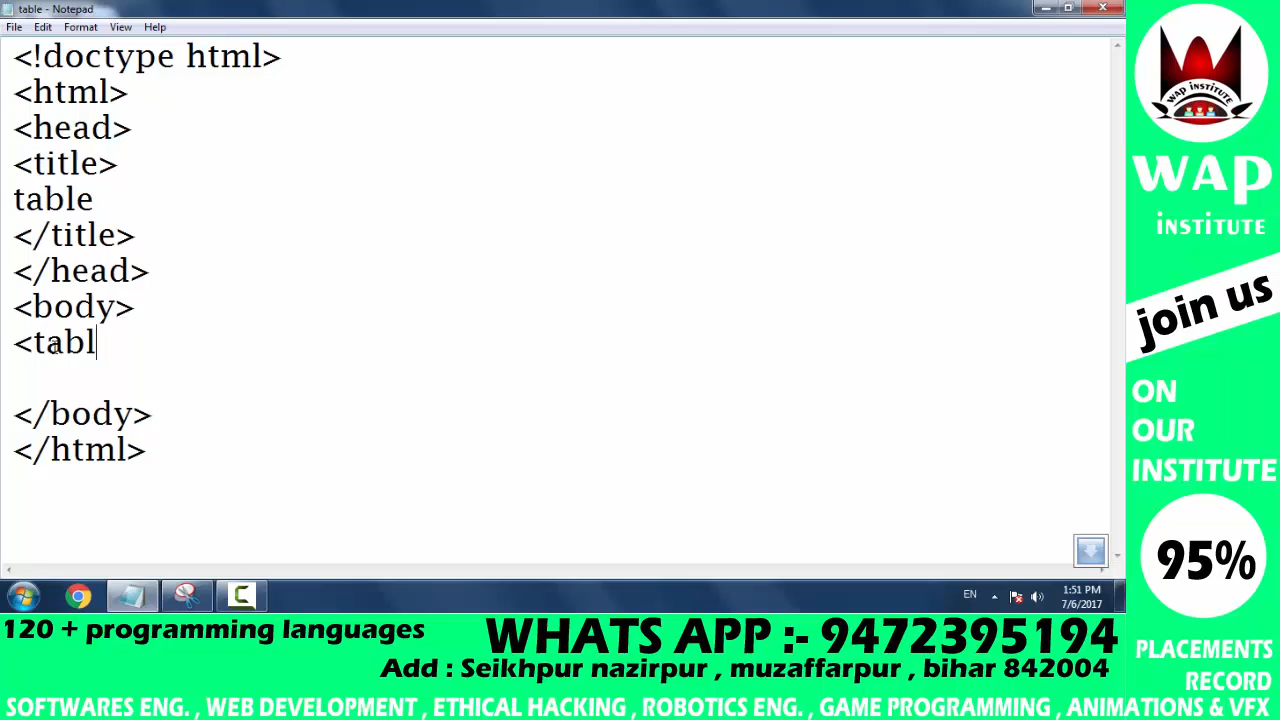 table - Notepad
File Edit Format View Help
<!doctype html>
<html>
<head>
<title>
table
</title>
</head>
<body>
<tabl
</body>
</html>
WAP INSTITUTE
WAP
INSTITUTE
join us
ON
OUR
INSTITUTE
95%
PLACEMENTS
RECORD
EN
1:51 PM
7/6/2017
120 + programming languages
WHATS APP :- 9472395194
Add : Seikhpur nazirpur , muzaffarpur , bihar 842004
SOFTWARES ENG. , WEB DEVELOPMENT , ETHICAL HACKING , ROBOTICS ENG. , GAME PROGRAMMING , ANIMATIONS & VFX